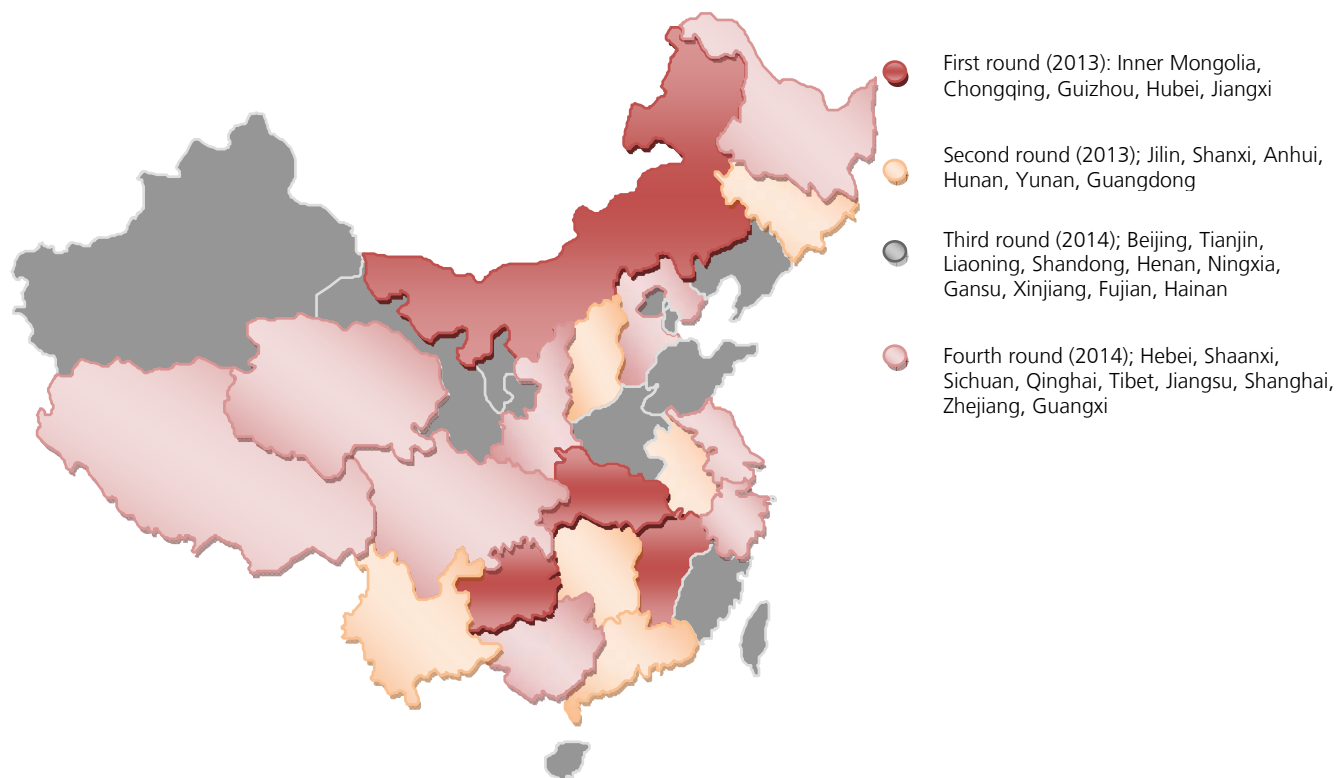 First round (2013): Inner Mongolia,
Chongqing, Guizhou, Hubei, Jiangxi
Second round (2013); Jilin, Shanxi, Anhui,
Hunan, Yunan, Guangdong
Third round (2014); Beijing, Tianjin,
Liaoning, Shandong, Henan, Ningxia,
Gansu, Xinjiang, Fujian, Hainan
Fourth round (2014); Hebei, Shaanxi,
Sichuan, Qinghai, Tibet, Jiangsu, Shanghai,
Zhejiang, Guangxi